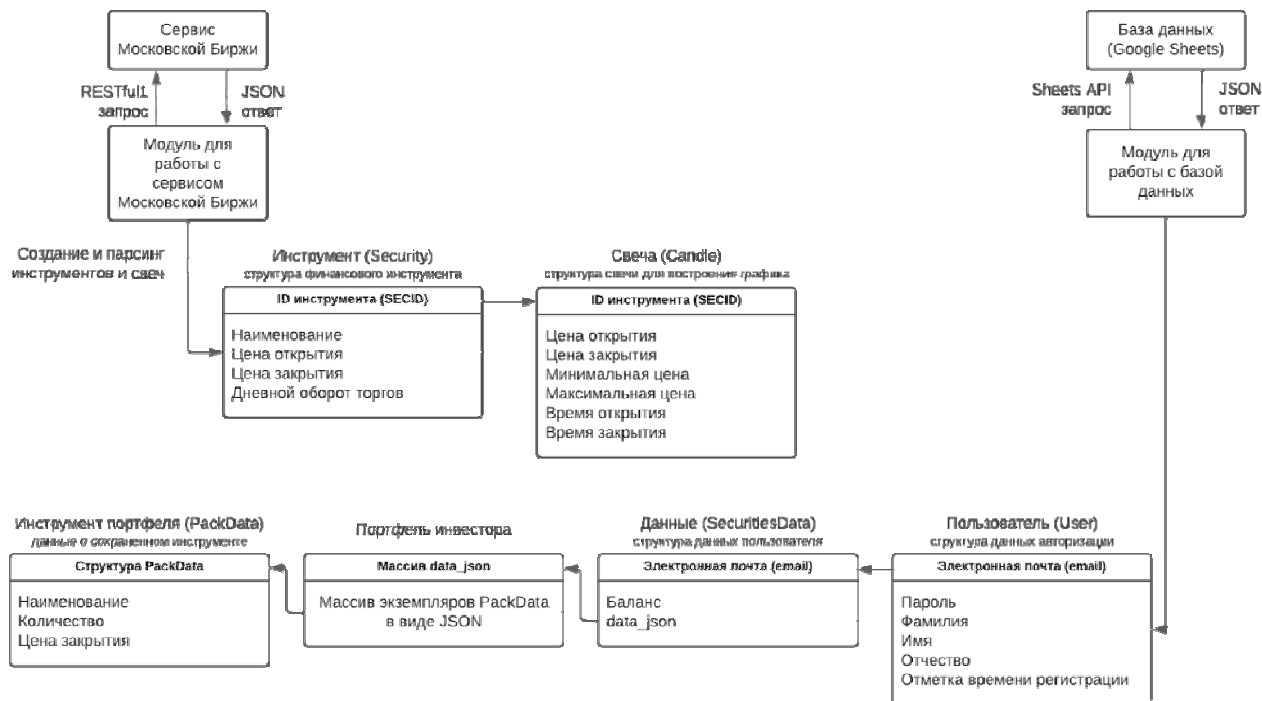 Сервис
Московской Биржи
RESTful1
запрос
JSON
ответ
Модуль для
работы с
сервисом
Московской Биржи
База данных
(Google Sheets)
Sheets API
запрос
JSON
ответ
Модуль для
работы с базой
данных
Создание и парсинг
инструментов и свеч
Инструмент (Security)
структура финансового инструмента
ID инструмента (SECID)
Наименование
Цена открытия
Цена закрытия
Дневной оборот торгов
Свеча (Candle)
структура свечи для построения графика
ID инструмента (SECID)
Цена открытия
Цена закрытия
Минимальная цена
Максимальная цена
Время открытия
Время закрытия
Инструмент портфеля (PackData)
данные о сохраненном инструменте
Структура PackData
Наименование
Количество
Цена закрытия
Портфель инвестора
Массив data_json
Массив экземпляров PackData
в виде JSON
Данные (SecuritiesData)
структура данных пользователя
Электронная почта (email)
Баланс
data_json
Пользователь (User)
структура данных авторизации
Электронная почта (email)
Пароль
Фамилия
Имя
Отчество
Отметка времени регистрации